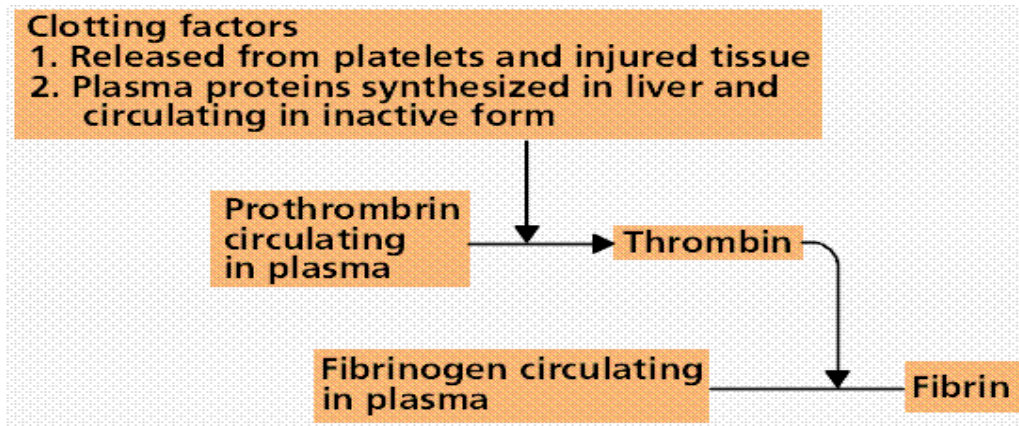 Clotting factors
1. Released from platelets and injured tissue
2. Plasma proteins synthesized in liver and
circulating in inactive form
Prothrombrin
circulating
in plasma
Thrombin
Fibrinogen circulating
in plasma
Fibrin